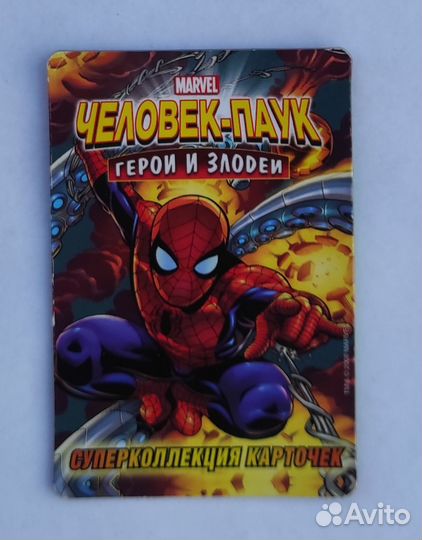 MARVEL
ЧЕЛОВЕК-ПАУК
ГЕРОИ И ЗЛОДЕИ
СУПЕРКОЛЛЕКЦИЯ КАРТОЧЕК
Avito